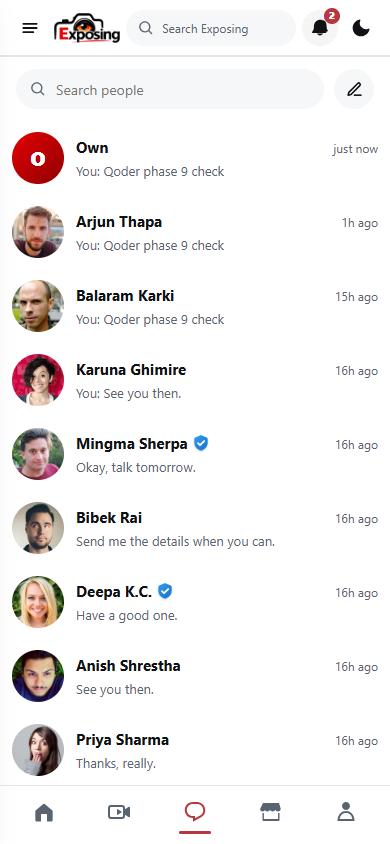 Exposing
Search Exposing
2
Search people
O
Own
just now
You: Qoder phase 9 check
Arjun Thapa
1h ago
You: Qoder phase 9 check
Balaram Karki
15h ago
You: Qoder phase 9 check
Karuna Ghimire
16h ago
You: See you then.
Mingma Sherpa
16h ago
Okay, talk tomorrow.
Bibek Rai
16h ago
Send me the details when you can.
Deepa K.C.
16h ago
Have a good one.
Anish Shrestha
16h ago
See you then.
Priya Sharma
16h ago
Thanks, really.